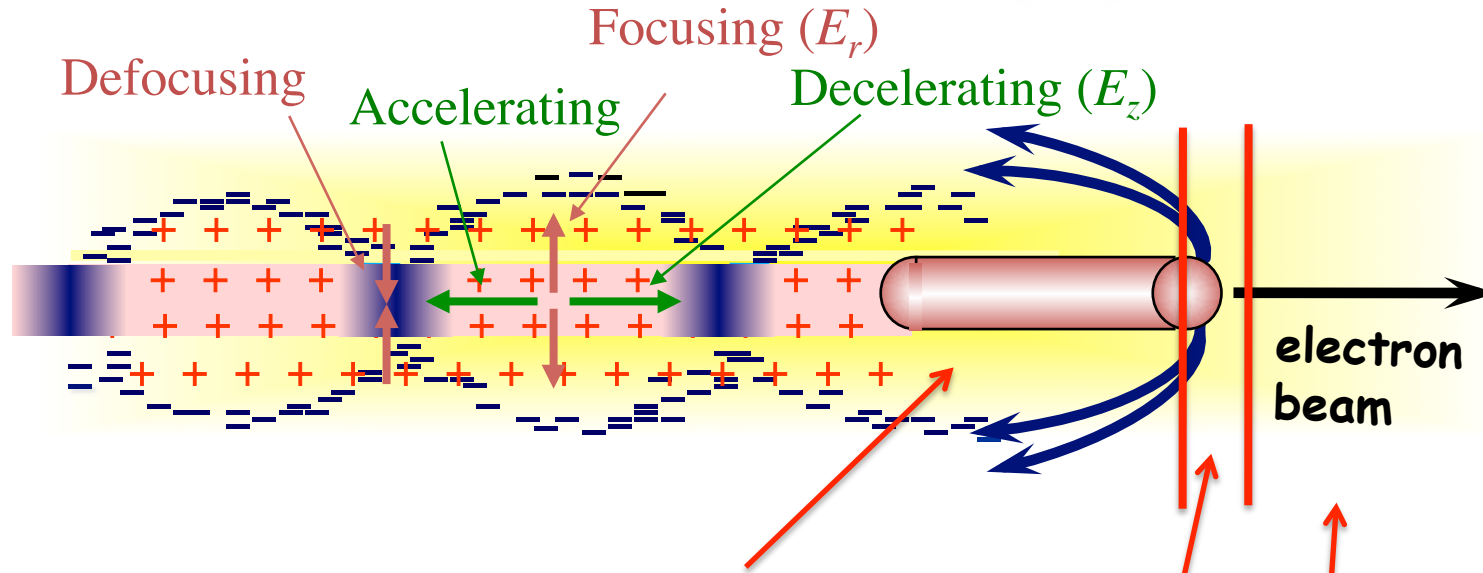 Focusing (E_r)
Defocusing
Accelerating
Decelerating (E_z)
electron
beam